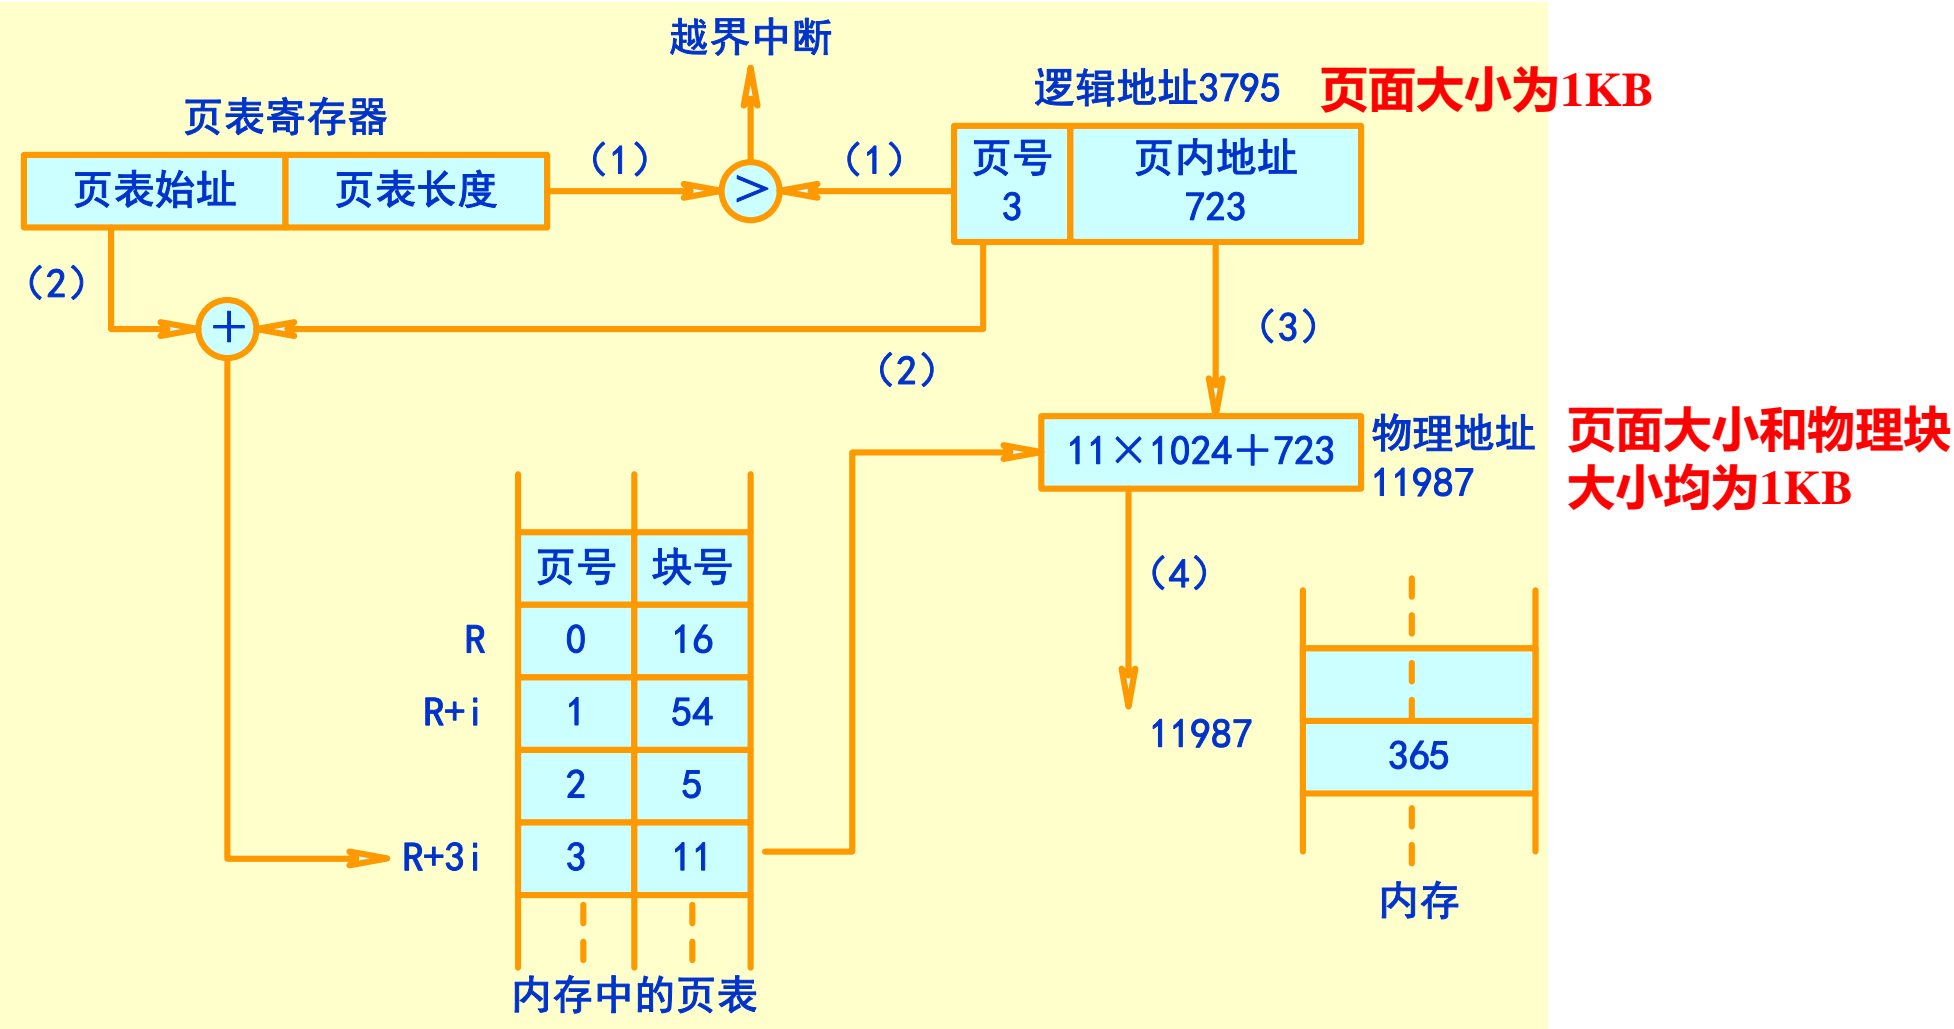 越界中断
逻辑地址3795
页面大小为1KB
页表寄存器
页表始址
页表长度
(1)
>
(1)
页号
3
页内地址
723
(2)
+
(2)
(3)
11×1024+723
物理地址
11987
页面大小和物理块
大小均为1KB
(4)
11987
页号 块号
R 0 16
R+i 1 54
2 5
R+3i 3 11
内存中的页表
365
内存